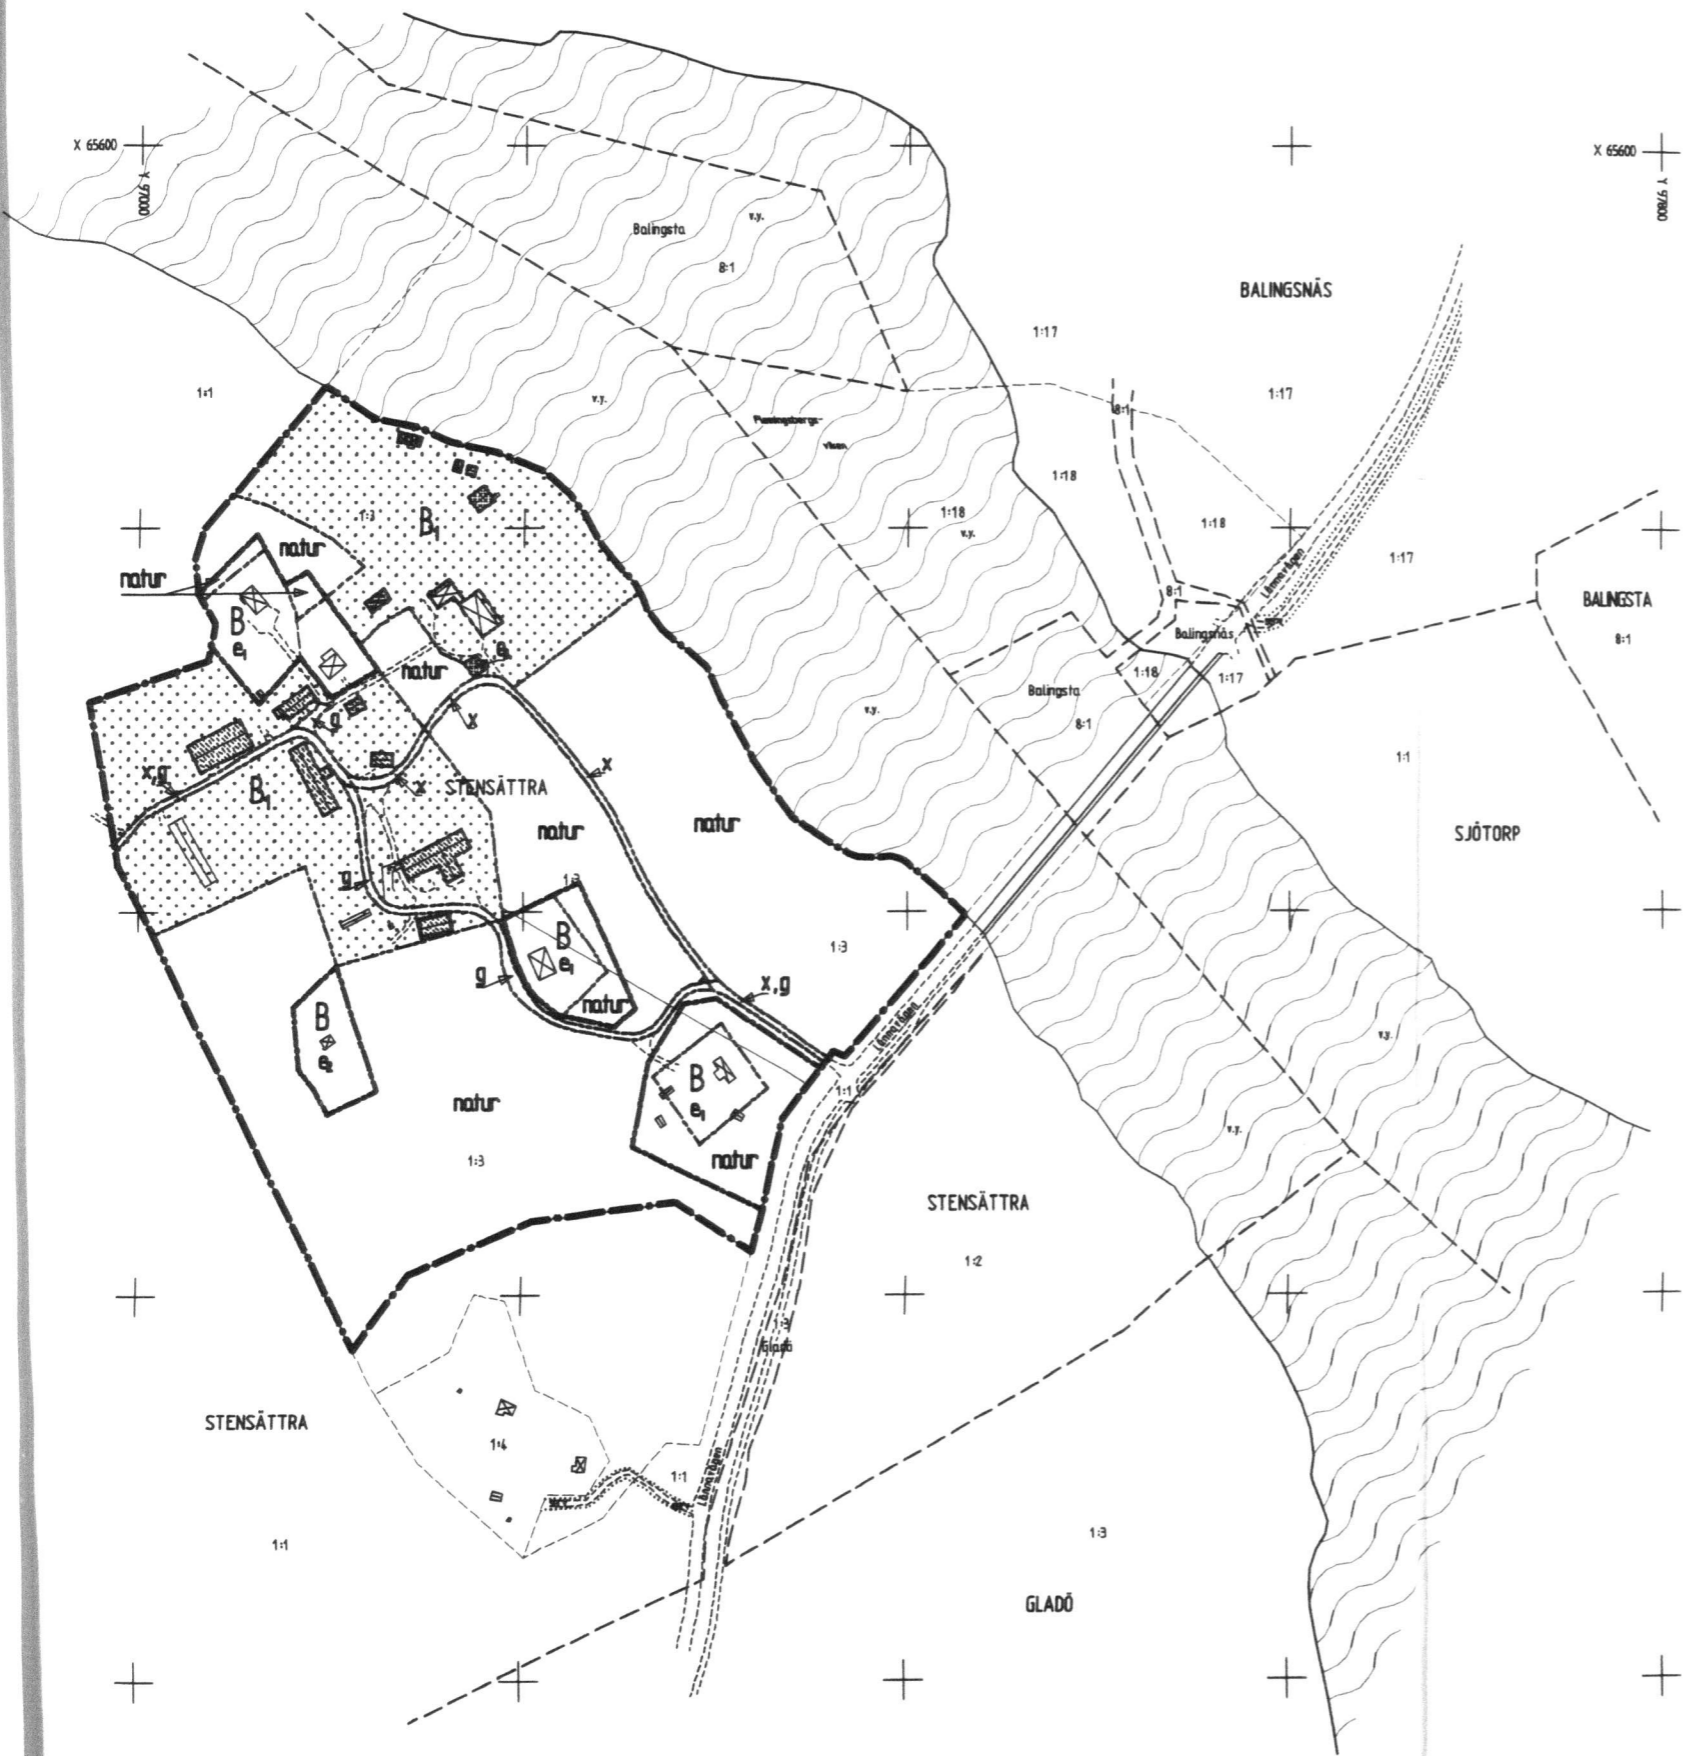 X 65600
Y 97000
X 65600
Y 97800
v.y.
Balingsta
8:1
BALINGSNÄS
1:17
1:1
1:17
v.y.
8:1
1:18
1:3
B1
1:18
v.y.
1:18
1:17
Lännavägen
natur
natur
8:1
BALINGSTA
8:1
B
e1
Balingsnäs
natur
1:18
1:17
Balingsta
v.y.
8:1
g
x
x
1:1
x,g
x
STENSÄTTRA
B1
natur
natur
SJÖTORP
g
1:3
B
e1
1:3
g
x,g
natur
B
e2
Lännavägen
v.y.
B
e1
1:1
natur
v.y.
1:3
natur
STENSÄTTRA
1:2
1:3
Gladö
STENSÄTTRA
1:4
1:1
Lännavägen
1:1
1:3
GLADÖ